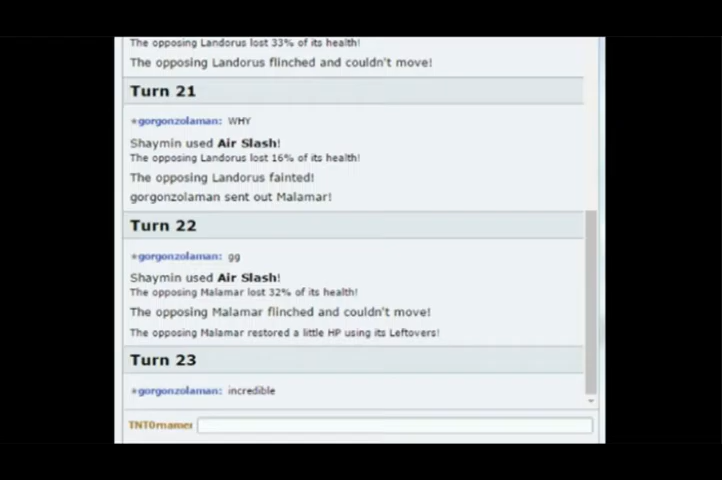 The opposing Landorus lost 33% of its health!
The opposing Landorus flinched and couldn't move!
Turn 21
★gorgonzolaman: WHY
Shaymin used Air Slash!
The opposing Landorus lost 16% of its health!
The opposing Landorus fainted!
gorgonzolaman sent out Malamar!
Turn 22
★gorgonzolaman: gg
Shaymin used Air Slash!
The opposing Malamar lost 32% of its health!
The opposing Malamar flinched and couldn't move!
The opposing Malamar restored a little HP using its Leftovers!
Turn 23
★gorgonzolaman: incredible